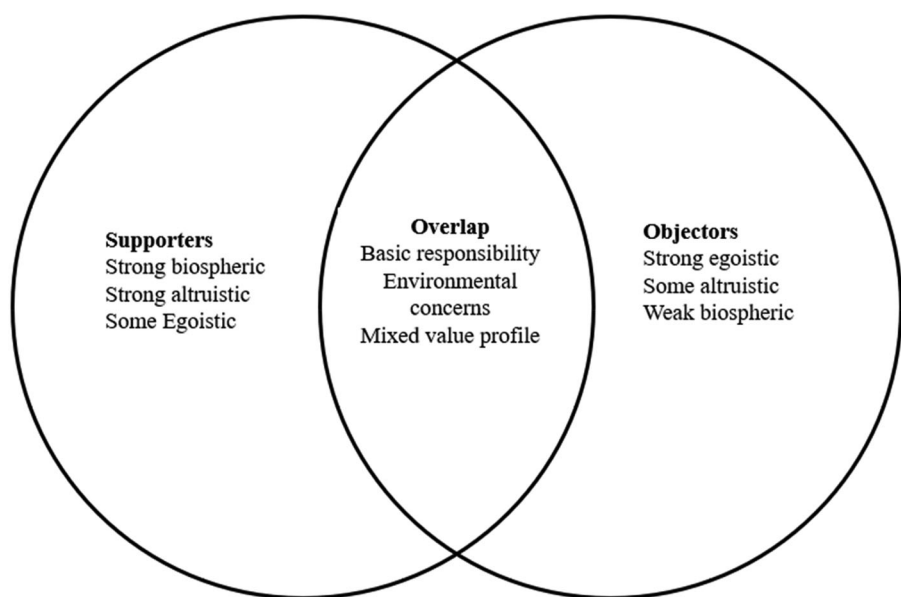 Supporters
Strong biospheric
Strong altruistic
Some Egoistic
Overlap
Basic responsibility
Environmental
concerns
Mixed value profile
Objectors
Strong egoistic
Some altruistic
Weak biospheric